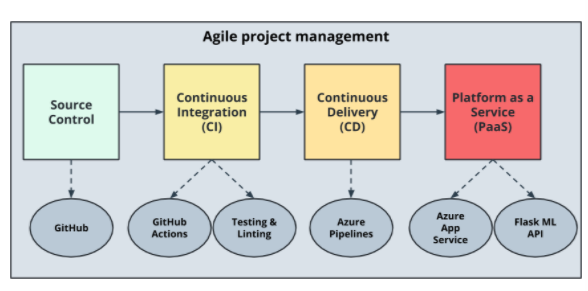 Agile project management
Source
Control
Continuous
Integration
(CI)
Continuous
Delivery
(CD)
Platform as a
Service
(PaaS)
GitHub
GitHub
Actions
Testing &
Linting
Azure
Pipelines
Azure
App
Service
Flask ML
API